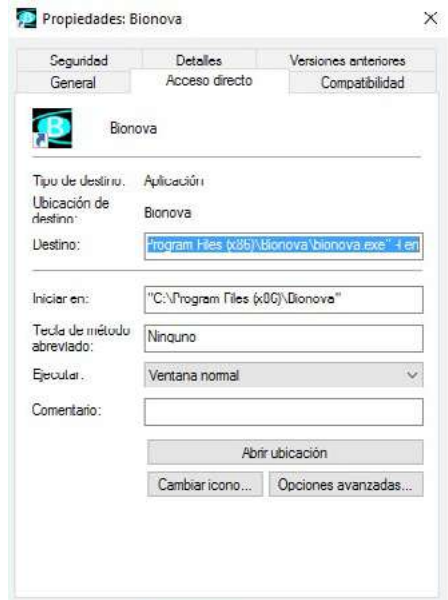 Propiedades: Bionova
Seguridad Detalles Versiones anteriores
General Acceso directo Compatibilidad
Bionova
Tipo de destino: Aplicación
Ubicación de destino: Bionova
Destino: Program Files (x86)\Bionova\bionova.exe" -l en
Iniciar en: "C:\Program Files (x86)\Bionova"
Tecla de método abreviado: Ninguno
Ejecutar: Ventana normal
Comentario:
Abrir ubicación
Cambiar icono... Opciones avanzadas...